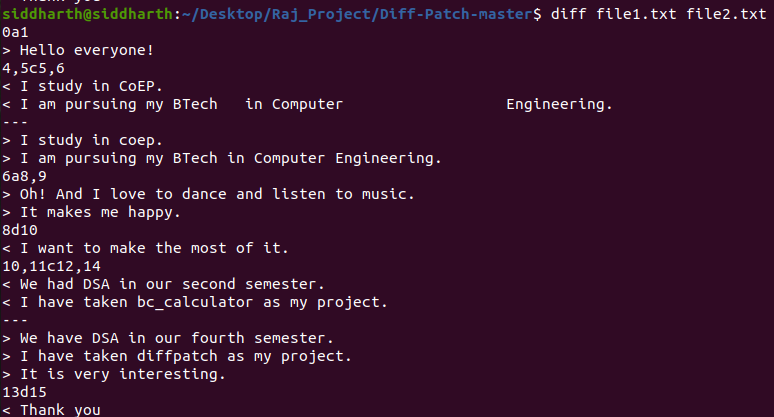 Thank you
siddharth@siddharth:~/Desktop/Raj_Project/Diff-Patch-master$ diff file1.txt file2.txt
0a1
> Hello everyone!
4,5c5,6
< I study in CoEP.
< I am pursuing my BTech   in Computer                   Engineering.
---
> I study in coep.
> I am pursuing my BTech in Computer Engineering.
6a8,9
> Oh! And I love to dance and listen to music.
> It makes me happy.
8d10
< I want to make the most of it.
10,11c12,14
< We had DSA in our second semester.
< I have taken bc_calculator as my project.
---
> We have DSA in our fourth semester.
> I have taken diffpatch as my project.
> It is very interesting.
13d15
< Thank you